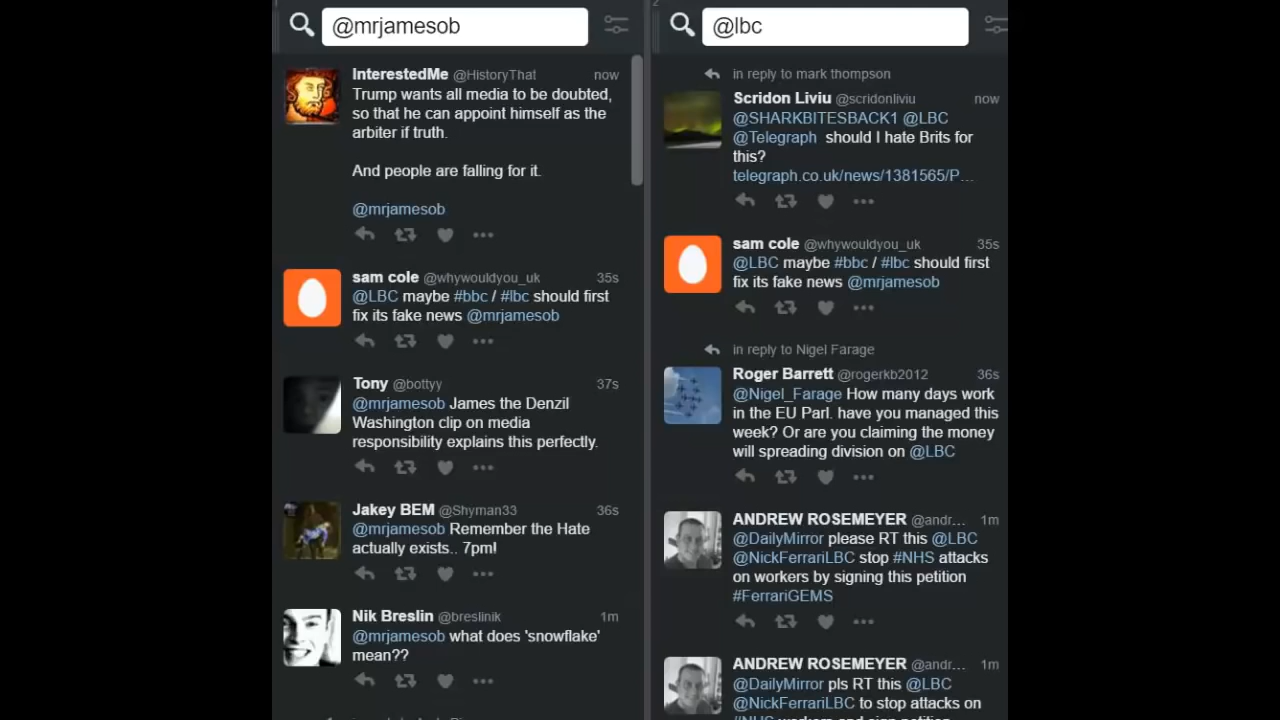 @mrjamesob
InterestedMe @HistoryThat now
Trump wants all media to be doubted,
so that he can appoint himself as the
arbiter if truth.
And people are falling for it.
@mrjamesob
sam cole @whywouldyou_uk 35s
@LBC maybe #bbc / #lbc should first
fix its fake news @mrjamesob
Tony @bottyy 37s
@mrjamesob James the Denzil
Washington clip on media
responsibility explains this perfectly.
Jakey BEM @Shyman33 36s
@mrjamesob Remember the Hate
actually exists.. 7pm!
Nik Breslin @breslinik 1m
@mrjamesob what does 'snowflake'
mean??
@lbc
in reply to mark thompson
Scridon Liviu @scridonliviu now
@SHARKBITESBACK1 @LBC
@Telegraph should I hate Brits for
this?
telegraph.co.uk/news/1381565/P…
sam cole @whywouldyou_uk 35s
@LBC maybe #bbc / #lbc should first
fix its fake news @mrjamesob
in reply to Nigel Farage
Roger Barrett @rogerkb2012 36s
@Nigel_Farage How many days work
in the EU Parl. have you managed this
week? Or are you claiming the money
will spreading division on @LBC
ANDREW ROSEMEYER @andr... 1m
@DailyMirror please RT this @LBC
@NickFerrariLBC stop #NHS attacks
on workers by signing this petition
#FerrariGEMS
ANDREW ROSEMEYER @andr... 1m
@DailyMirror pls RT this @LBC
@NickFerrariLBC to stop attacks on